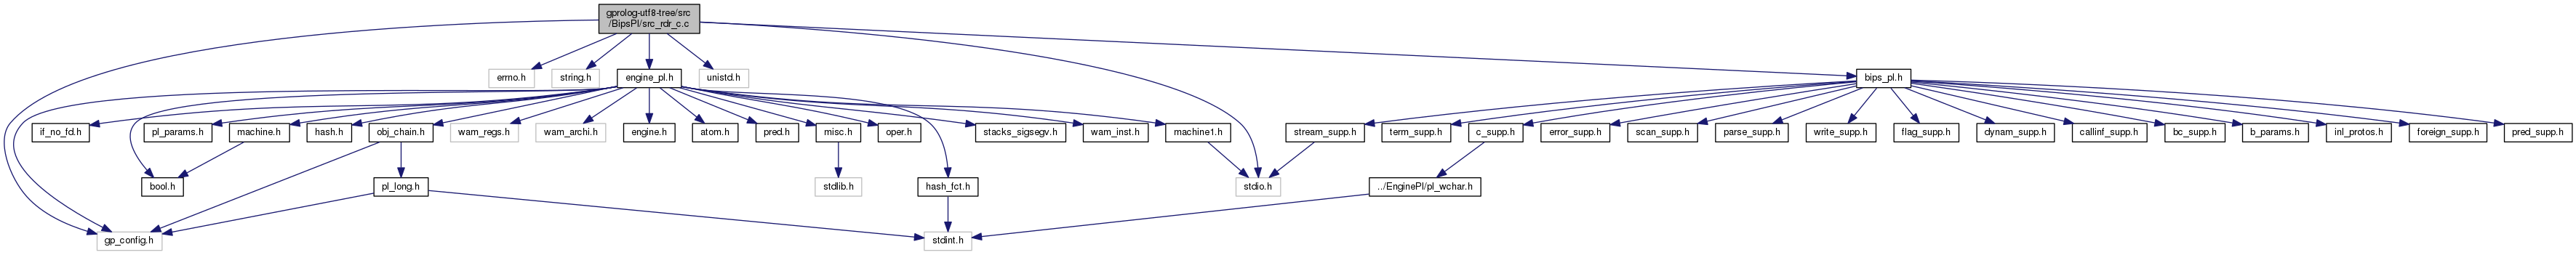 gprolog-utf8-tree/src
/BipsPl/src_rdr_c.c
errno.h
string.h
engine_pl.h
unistd.h
bips_pl.h
if_no_fd.h
pl_params.h
machine.h
hash.h
obj_chain.h
wam_regs.h
wam_archi.h
engine.h
atom.h
pred.h
misc.h
oper.h
stacks_sigsegv.h
wam_inst.h
machine1.h
stream_supp.h
term_supp.h
c_supp.h
error_supp.h
scan_supp.h
parse_supp.h
write_supp.h
flag_supp.h
dynam_supp.h
callinf_supp.h
bc_supp.h
b_params.h
inl_protos.h
foreign_supp.h
pred_supp.h
bool.h
pl_long.h
stdlib.h
hash_fct.h
stdio.h
../EnginePl/pl_wchar.h
gp_config.h
stdint.h